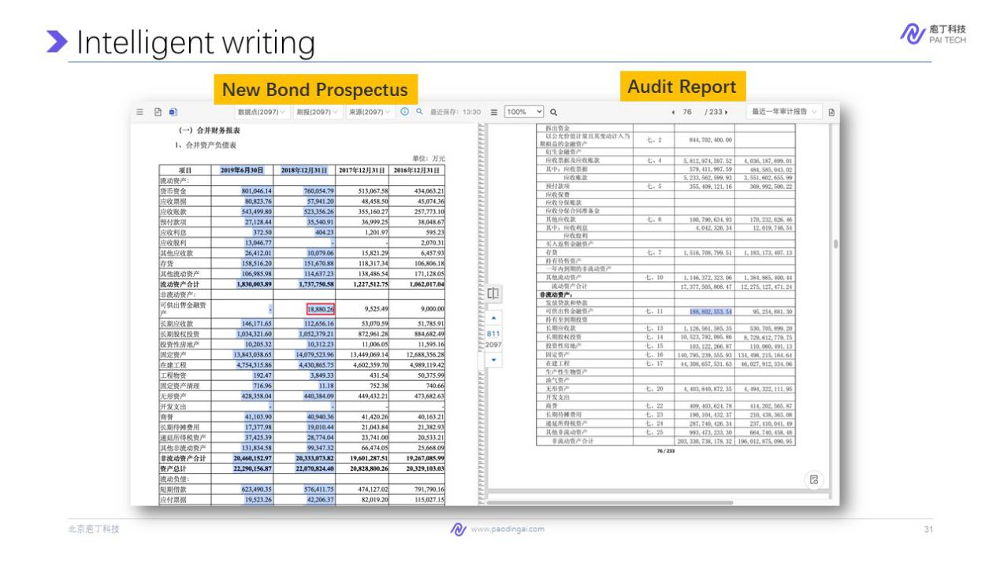 Intelligent writing
庖丁科技
PAI TECH
New Bond Prospectus
Audit Report
数据点(2097)
刷报(2097)
来源(2097)
最近保存: 13:30
100%
76 / 233
最近一年审计报告
（一）合并财务报表
1、合并资产负债表
单位：万元
项目 2019年6月30日 2018年12月31日 2017年12月31日 2016年12月31日
流动资产：
货币资金 801,046.14 760,054.79 513,067.58 434,063.21
应收票据 80,823.76 57,941.20 48,458.50 45,074.36
应收账款 543,499.80 523,356.26 355,160.27 257,773.10
预付款项 27,128.44 35,540.91 36,999.25 38,048.67
应收利息 372.50 404.23 1,201.97 595.23
应收股利 13,046.77 - - 2,070.31
其他应收款 26,412.01 10,079.06 15,821.29 6,457.93
存货 158,516.20 151,670.88 118,317.34 106,806.18
其他流动资产 106,985.98 114,637.23 138,486.54 171,128.05
流动资产合计 1,830,003.89 1,737,750.58 1,227,512.75 1,062,017.04
非流动资产：
可供出售金融资产 - 18,880.26 9,525.49 9,000.00
长期应收款 146,171.65 112,656.16 53,070.59 51,785.91
长期股权投资 1,034,321.60 1,052,379.21 872,961.28 884,682.49
投资性房地产 10,205.32 10,312.23 11,006.05 11,595.16
固定资产 13,843,038.65 14,079,523.96 13,449,069.14 12,688,356.28
在建工程 4,754,315.86 4,430,865.75 4,602,359.70 4,989,119.42
工程物资 192.47 3,849.33 431.54 50,375.99
固定资产清理 716.96 11.18 752.38 740.66
无形资产 428,358.04 440,384.09 449,432.21 473,682.63
开发支出 - - - -
商誉 41,103.90 40,940.36 41,420.26 40,163.21
长期待摊费用 17,377.98 19,010.44 21,043.84 21,382.93
递延所得税资产 37,425.39 28,774.04 23,741.00 20,533.21
其他非流动资产 131,834.58 99,347.32 66,474.05 25,668.09
非流动资产合计 20,460,152.97 20,333,073.82 19,601,287.51 19,267,085.99
资产总计 22,290,156.87 22,070,824.40 20,828,800.26 20,329,103.03
流动负债：
短期借款 623,490.35 576,411.75 474,127.02 791,790.16
应付票据 19,523.26 42,206.37 82,019.20 115,027.15
811
2097
拆出资金
以公允价值计量且其变动计入当期损益的金融资产 七、2 844,702,400.00
衍生金融资产
应收票据及应收账款 七、4 5,812,974,597.52 4,036,187,699.01
其中：应收票据 579,411,997.59 484,585,043.02
应收账款 5,233,562,599.93 3,551,602,655.99
预付款项 七、5 355,409,121.16 369,992,500.22
应收保费
应收分保账款
应收分保合同准备金
其他应收款 七、6 100,790,634.93 170,232,626.46
其中：应收利息 4,042,326.34 12,019,746.54
应收股利
买入返售金融资产
存货 七、7 1,516,708,799.51 1,183,173,407.13
持有待售资产
一年内到期的非流动资产
其他流动资产 七、10 1,146,372,323.06 1,384,865,400.44
流动资产合计 17,377,505,808.47 12,275,127,471.24
非流动资产：
发放贷款和垫款
可供出售金融资产 七、11 188,802,553.54 95,254,881.30
持有至到期投资
长期应收款 七、13 1,126,561,585.35 530,705,899.20
长期股权投资 七、14 10,523,792,095.86 8,729,612,779.75
投资性房地产 七、15 103,122,266.87 110,060,491.13
固定资产 七、16 140,795,239,555.93 134,498,215,164.64
在建工程 七、17 44,308,657,531.63 46,027,912,334.06
生产性生物资产
油气资产
无形资产 七、20 4,403,840,872.35 4,494,322,111.95
开发支出
商誉 七、22 409,403,624.78 414,202,565.87
长期待摊费用 七、23 190,104,432.37 210,438,363.08
递延所得税资产 七、24 287,740,426.34 237,410,041.49
其他非流动资产 七、25 993,473,233.30 664,740,458.48
非流动资产合计 203,330,738,178.32 196,012,875,090.95
76 / 233
北京庖丁科技
www.paodingai.com
31